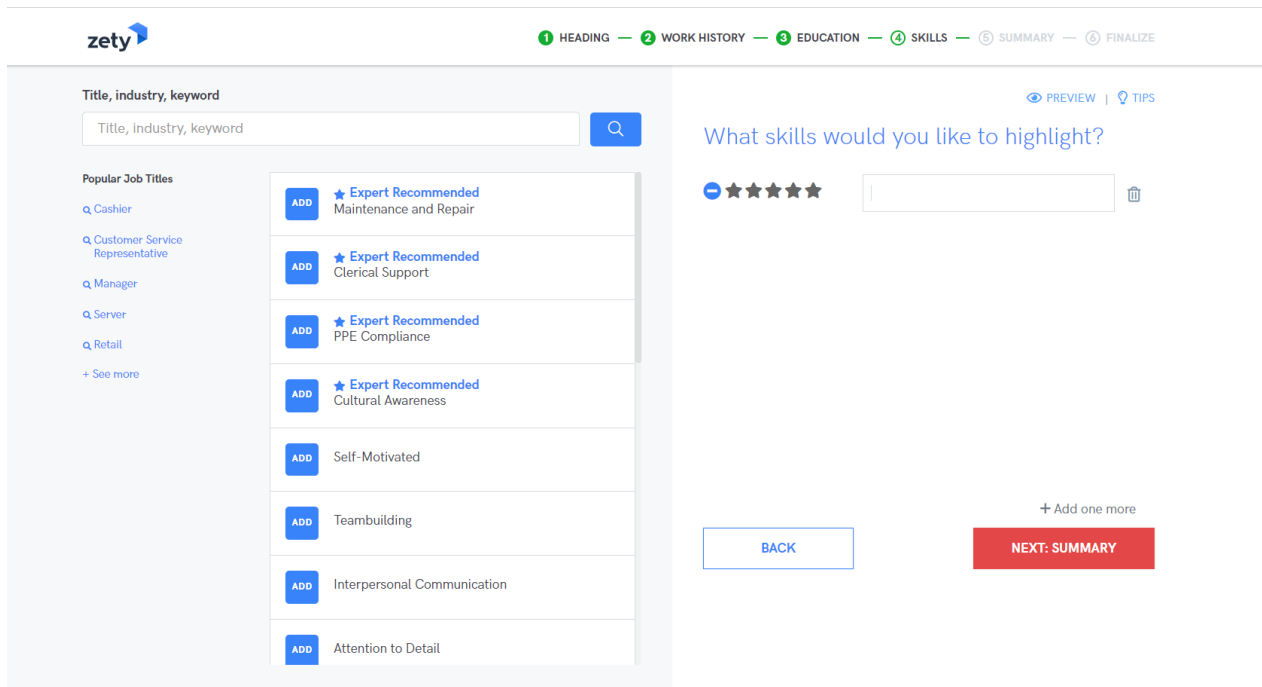 zety
1 HEADING 2 WORK HISTORY 3 EDUCATION 4 SKILLS 5 SUMMARY 6 FINALIZE
Title, industry, keyword
Title, industry, keyword
Popular Job Titles
Cashier
Customer Service
Representative
Manager
Server
Retail
+ See more
ADD
Expert Recommended
Maintenance and Repair
ADD
Expert Recommended
Clerical Support
ADD
Expert Recommended
PPE Compliance
ADD
Expert Recommended
Cultural Awareness
ADD
Self-Motivated
ADD
Teambuilding
ADD
Interpersonal Communication
ADD
Attention to Detail
PREVIEW | TIPS
What skills would you like to highlight?
+ Add one more
BACK
NEXT: SUMMARY